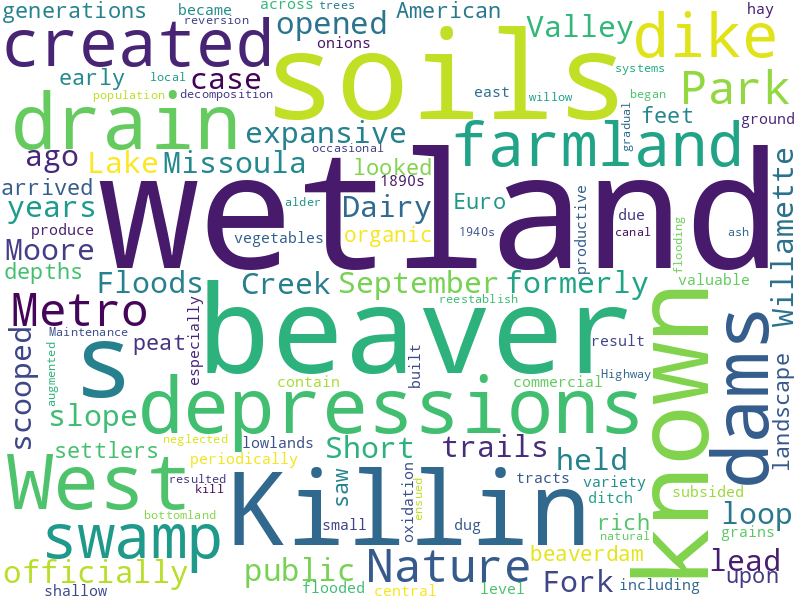 generations became across trees American hay
reversion
created opened Valley dike
onions
early local case soils systems Park
population decomposition east willow began
drain expansive feet ground
occasional farmland gradual
ago Lake Missoula looked
arrived 1890s Willamette
years wetland alder Dairy Euro productive due
produce vegetables organic 1940s canal ash
Moore flooding
depths Floods Creek September formerly valuable
reestablish
Metro beaver known dams
Maintenance peat especially built result landscape
scooped s
augmented contain commercial Highway
slope depressions
neglected lowlands Short trails held
settlers periodically
West resulted kill saw oxidation ensued tracts variety subsided
bottomland Killin ditch loop
swamp small dug rich natural grains
officially public Nature beaverdam lead
Fork including upon
shallow flooded central level